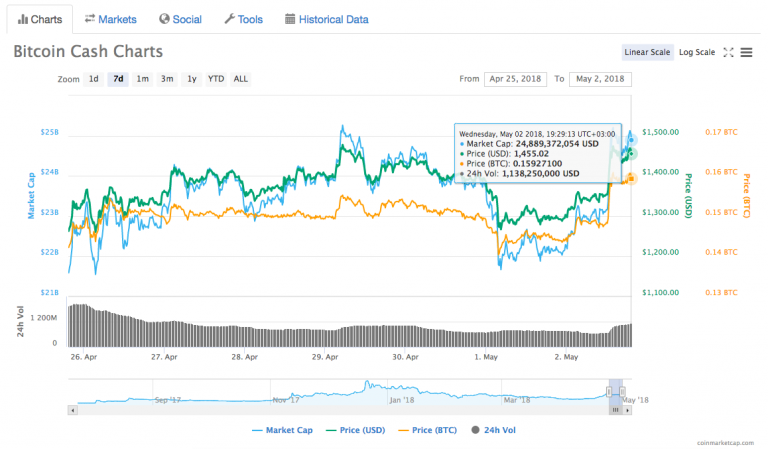 Charts Markets Social Tools Historical Data
Bitcoin Cash Charts
Linear Scale Log Scale
Zoom 1d 7d 1m 3m 1y YTD ALL From Apr 25, 2018 To May 2, 2018
Wednesday, May 02 2018, 19:29:13 UTC+03:00
Market Cap: 24,889,372,054 USD
Price (USD): 1,455.02
Price (BTC): 0.15927100
24h Vol: 1,138,250,000 USD
$25B $1,500.00 0.17 BTC
$24B $1,400.00 0.16 BTC
$23B $1,300.00 0.15 BTC
$22B $1,200.00 0.14 BTC
$21B $1,100.00 0.13 BTC
Market Cap
Price (USD)
Price (BTC)
24h Vol
1 200M
0
26. Apr 27. Apr 28. Apr 29. Apr 30. Apr 1. May 2. May
Sep '17 Nov '17 Jan '18 Mar '18 May '18
Market Cap Price (USD) Price (BTC) 24h Vol
coinmarketcap.com